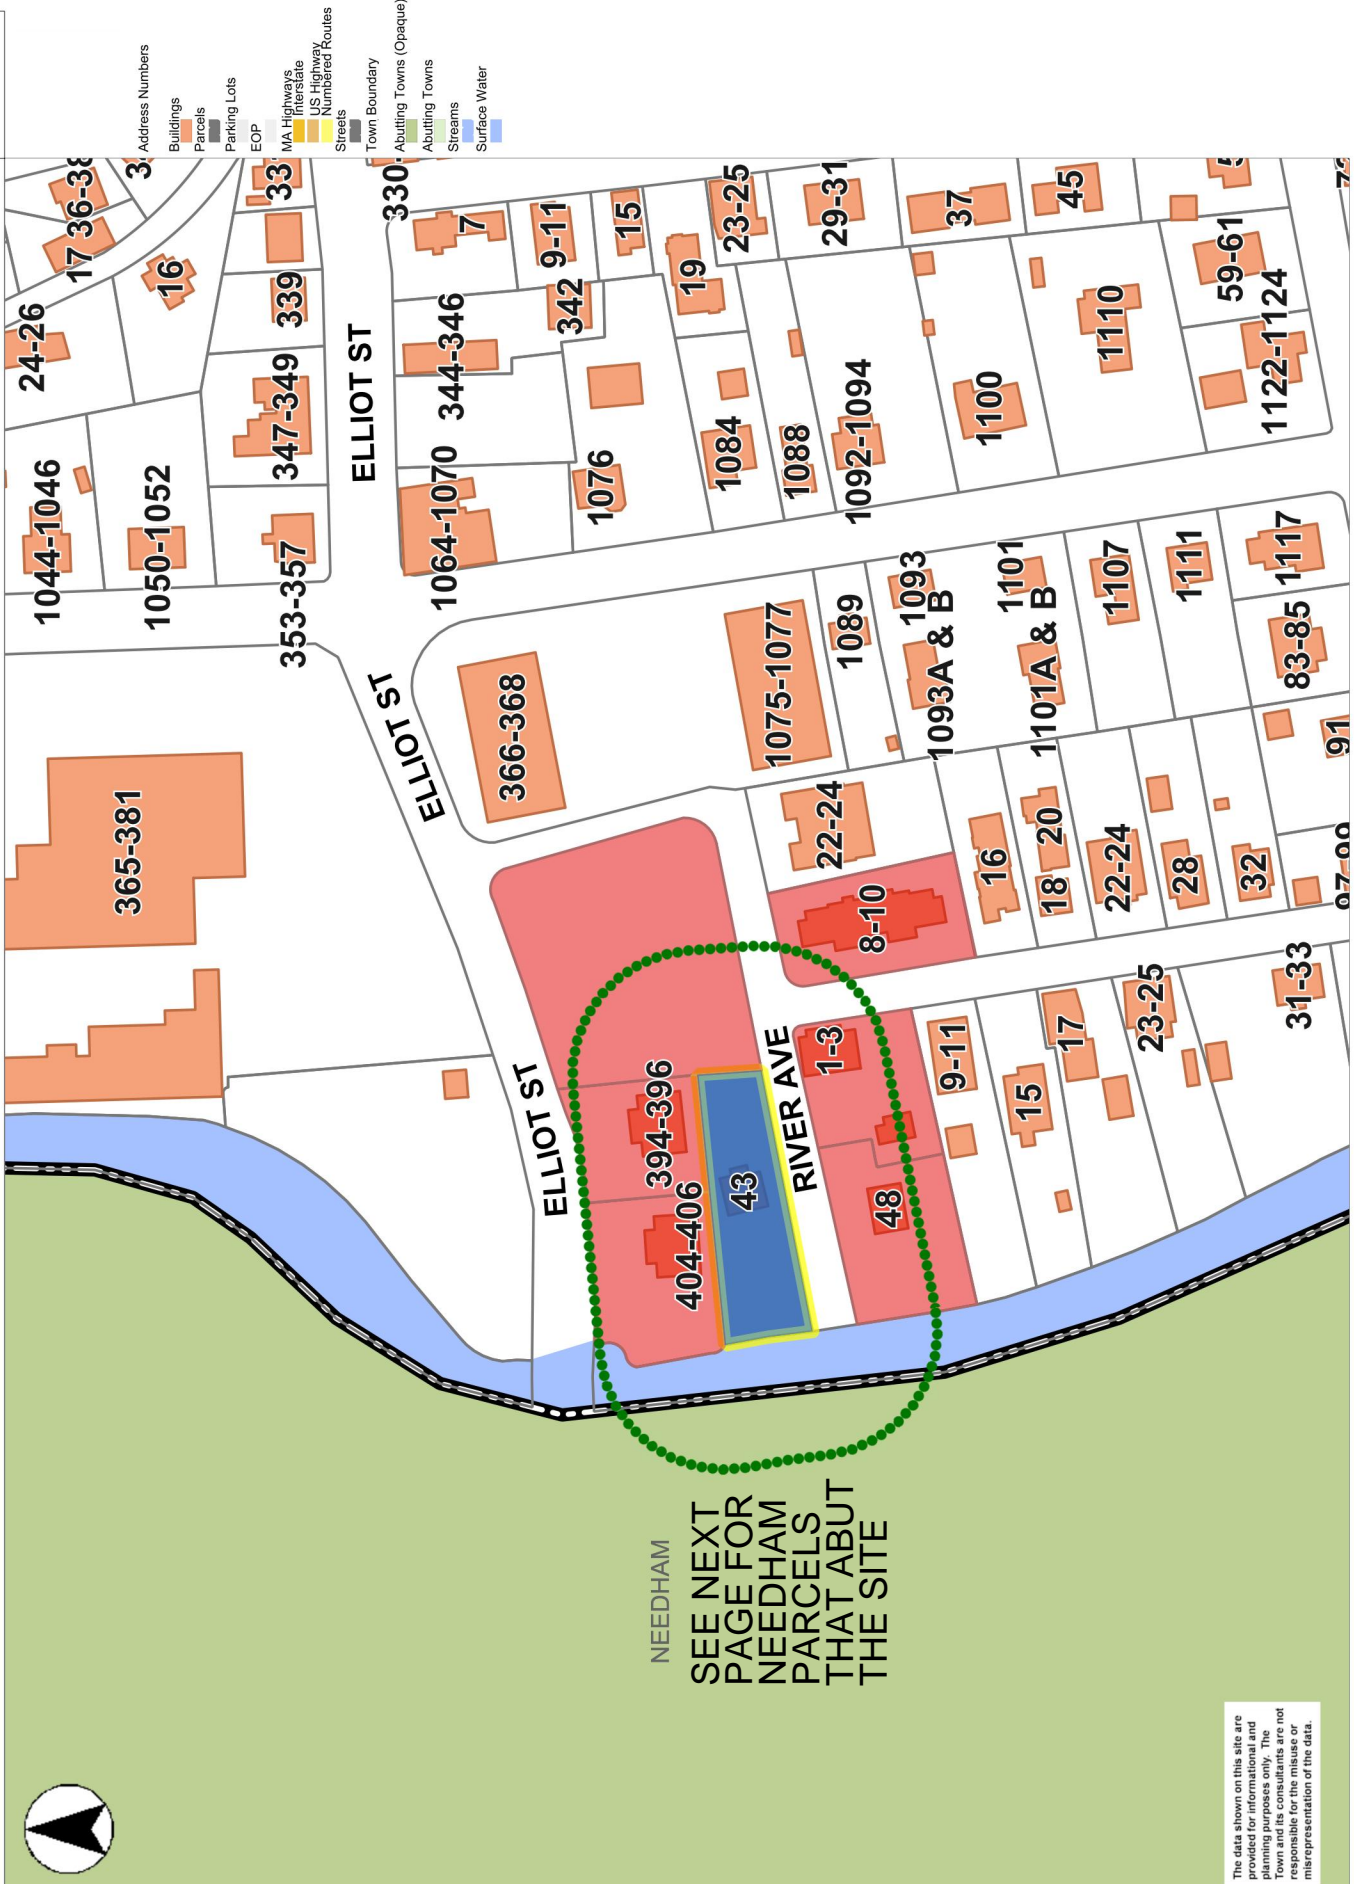 Address Numbers
Buildings
Parcels
Parking Lots
EOP
MA Highways
Interstate
US Highway
Numbered Routes
Streets
Town Boundary
Abutting Towns (Opaque)
Abutting Towns
Streams
Surface Water
17
36-38
24-26
16
339
347-349
353-357
1044-1046
1050-1052
365-381
ELLIOT ST
ELLIOT ST
ELLIOT ST
330-
7
9-11
15
19
23-25
29-31
37
45
59-61
342
344-346
1064-1070
1076
1084
1088
1092-1094
1100
1110
1122-1124
366-368
1075-1077
1089
1093
1093A & B
1101
1101A & B
1107
1111
1117
83-85
91
22-24
8-10
16
18
20
22-24
28
32
97-99
394-396
404-406
43
RIVER AVE
1-3
48
9-11
15
17
23-25
31-33
NEEDHAM
SEE NEXT
PAGE FOR
NEEDHAM
PARCELS
THAT ABUT
THE SITE
The data shown on this site are
provided for informational and
planning purposes only. The
Town and its consultants are not
responsible for the misuse or
misrepresentation of the data.